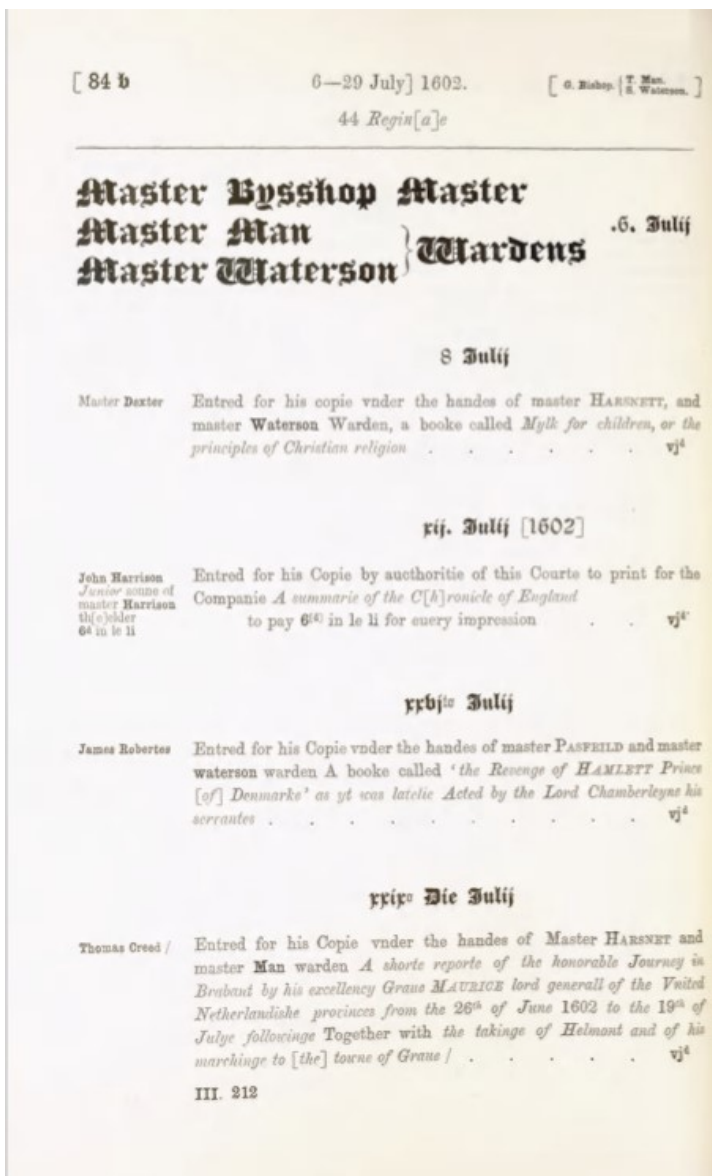 [ 84 b 6—29 July] 1602. [ G. Bishop. | T. Man. S. Waterson. ]
44 Regin[a]e
Master Bysshop Master
Master Man
Master Waterson } Wardens .6. Julij
8 Julij
Master Dexter Entred for his copie vnder the handes of master HARSNETT, and
master Waterson Warden, a booke called Mylk for children, or the
principles of Christian religion . . . . . . vjd
xij. Julij [1602]
John Harrison
Junior sonne of
master Harrison
th[e]elder
6d in le li
Entred for his Copie by aucthoritie of this Courte to print for the
Companie A summarie of the C[h]ronicle of England
to pay 6[d] in le li for euery impression . . vjd.
xxvjto Julij
James Robertes Entred for his Copie vnder the handes of master PASFEILD and master
waterson warden A booke called 'the Revenge of HAMLETT Prince
[of] Denmarke' as yt was latelie Acted by the Lord Chamberleyne his
servantes . . . . . . . . . . vjd
xxixo Die Julij
Thomas Creed / Entred for his Copie vnder the handes of Master HARSNET and
master Man warden A shorte reporte of the honorable Journey in
Brabant by his excellency Graue MAURICE lord generall of the Vnited
Netherlandishe provinces from the 26th of June 1602 to the 19th of
Julye followinge Together with the takinge of Helmont and of his
marchinge to [the] towne of Graue / . . . . . vjd
III. 212